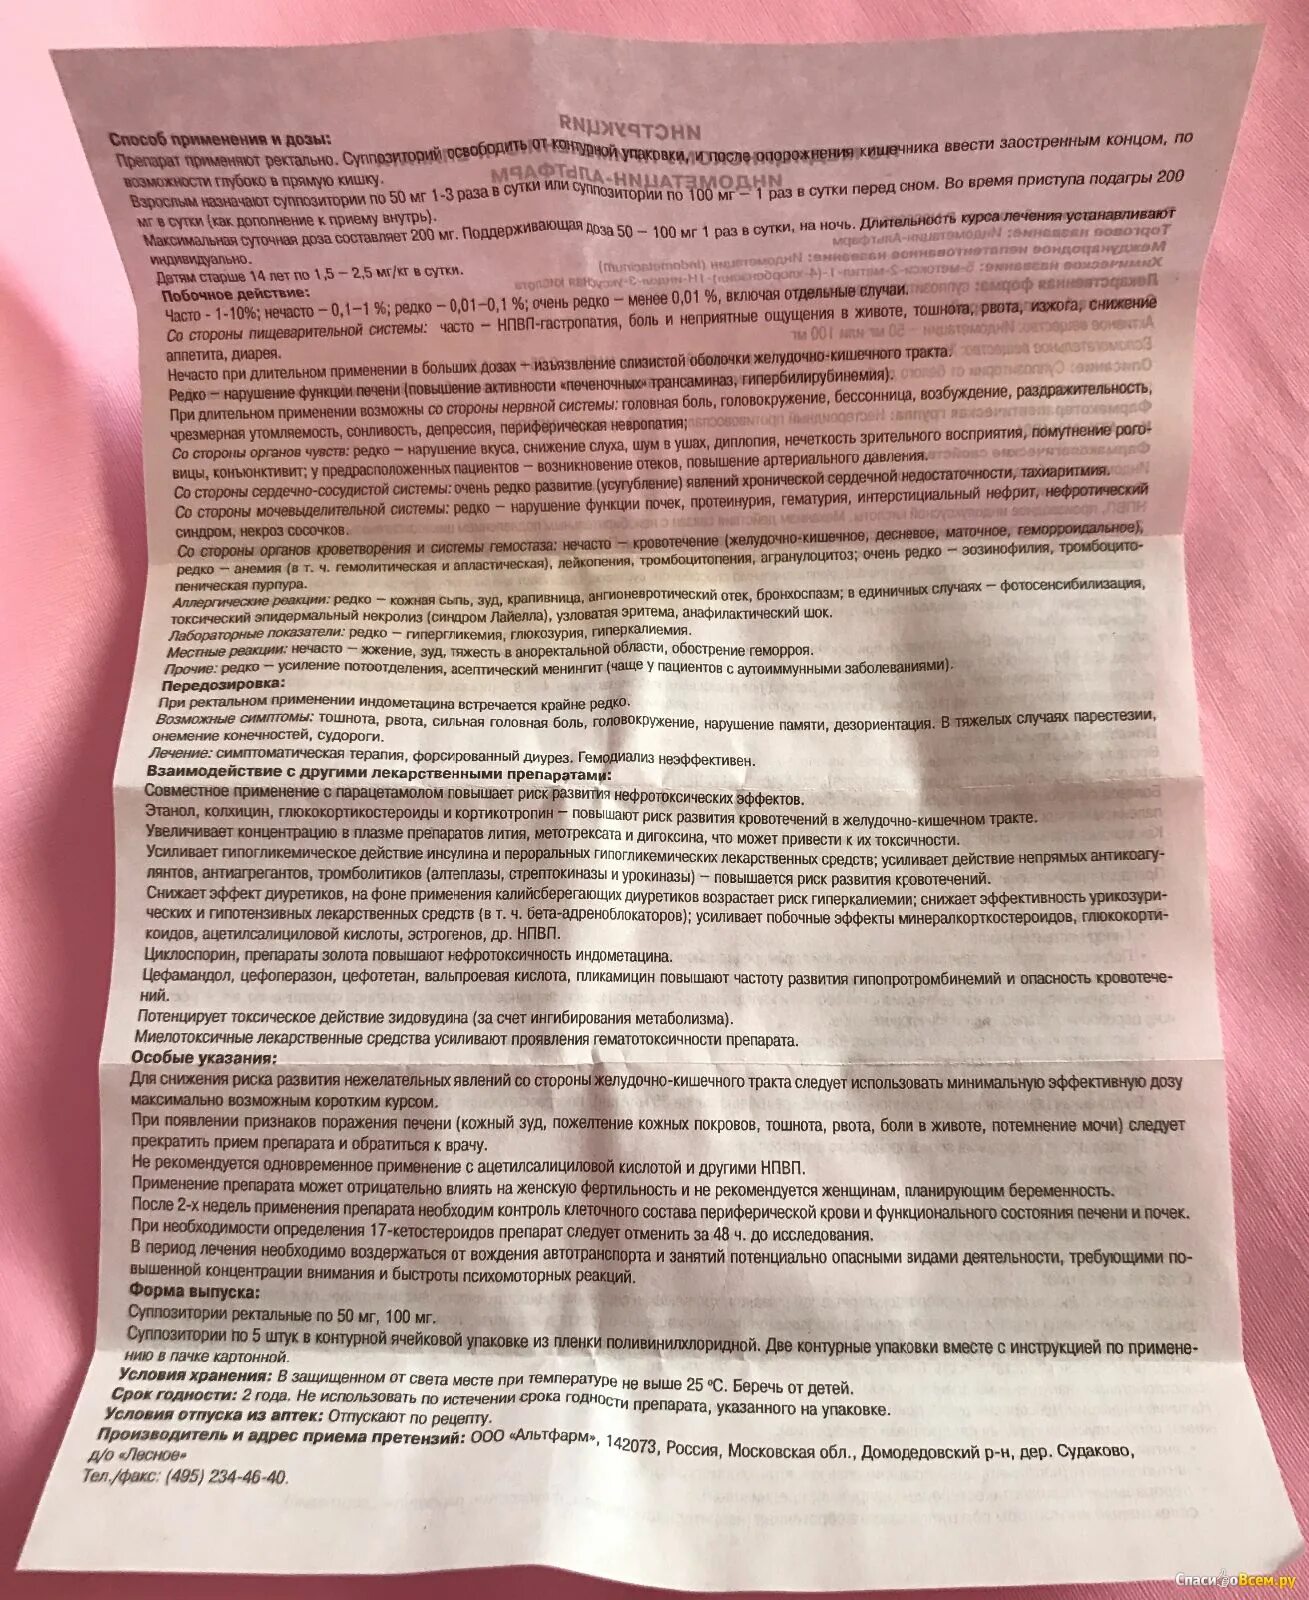 Способ применения и дозы:
Препарат применяют ректально. Суппозиторий освободить от контурной упаковки, и после опорожнения кишечника ввести заостренным концом, по
возможности глубоко в прямую кишку.
Взрослым назначают суппозитории по 50 мг 1-3 раза в сутки или суппозитории по 100 мг – 1 раз в сутки перед сном. Во время приступа подагры 200
мг в сутки (как дополнение к приему внутрь).
Максимальная суточная доза составляет 200 мг. Поддерживающая доза 50 – 100 мг 1 раз в сутки, на ночь. Длительность курса лечения устанавливают
индивидуально.
Детям старше 14 лет по 1,5 – 2,5 мг/кг в сутки.
Побочное действие:
Часто - 1-10%; нечасто – 0,1–1 %; редко – 0,01–0,1 %; очень редко – менее 0,01 %, включая отдельные случаи.
Со стороны пищеварительной системы: часто – НПВП-гастропатия, боль и неприятные ощущения в животе, тошнота, рвота, изжога, снижение
аппетита, диарея.
Нечасто при длительном применении в больших дозах – изъязвление слизистой оболочки желудочно-кишечного тракта.
Редко – нарушение функции печени (повышение активности «печеночных» трансаминаз, гипербилирубинемия).
При длительном применении возможны со стороны нервной системы: головная боль, головокружение, бессонница, возбуждение, раздражительность,
чрезмерная утомляемость, сонливость, депрессия, периферическая невропатия;
Со стороны органов чувств: редко – нарушение вкуса, снижение слуха, шум в ушах, диплопия, нечеткость зрительного восприятия, помутнение рого-
вицы, конъюнктивит; у предрасположенных пациентов – возникновение отеков, повышение артериального давления.
Со стороны сердечно-сосудистой системы: очень редко развитие (усугубление) явлений хронической сердечной недостаточности, тахиаритмия.
Со стороны мочевыделительной системы: редко – нарушение функции почек, протеинурия, гематурия, интерстициальный нефрит, нефротический
синдром, некроз сосочков.
Со стороны органов кроветворения и системы гемостаза: нечасто – кровотечение (желудочно-кишечное, десневое, маточное, геморроидальное),
редко – анемия (в т. ч. гемолитическая и апластическая), лейкопения, тромбоцитопения, агранулоцитоз; очень редко – эозинофилия, тромбоцито-
пеническая пурпура.
Аллергические реакции: редко – кожная сыпь, зуд, крапивница, ангионевротический отек, бронхоспазм; в единичных случаях – фотосенсибилизация,
токсический эпидермальный некролиз (синдром Лайелла), узловатая эритема, анафилактический шок.
Лабораторные показатели: редко – гипергликемия, глюкозурия, гиперкалиемия.
Местные реакции: нечасто – жжение, зуд, тяжесть в аноректальной области, обострение геморроя.
Прочие: редко – усиление потоотделения, асептический менингит (чаще у пациентов с аутоиммунными заболеваниями).
Передозировка:
При ректальном применении индометацина встречается крайне редко.
Возможные симптомы: тошнота, рвота, сильная головная боль, головокружение, нарушение памяти, дезориентация. В тяжелых случаях парестезии,
онемение конечностей, судороги.
Лечение: симптоматическая терапия, форсированный диурез. Гемодиализ неэффективен.
Взаимодействие с другими лекарственными препаратами:
Совместное применение с парацетамолом повышает риск развития нефротоксических эффектов.
Этанол, колхицин, глюкокортикостероиды и кортикотропин – повышают риск развития кровотечений в желудочно-кишечном тракте.
Увеличивает концентрацию в плазме препаратов лития, метотрексата и дигоксина, что может привести к их токсичности.
Усиливает гипогликемическое действие инсулина и пероральных гипогликемических лекарственных средств; усиливает действие непрямых антикоагу-
лянтов, антиагрегантов, тромболитиков (алтеплазы, стрептокиназы и урокиназы) – повышается риск развития кровотечений.
Снижает эффект диуретиков, на фоне применения калийсберегающих диуретиков возрастает риск гиперкалиемии; снижает эффективность урикозури-
ческих и гипотензивных лекарственных средств (в т. ч. бета-адреноблокаторов); усиливает побочные эффекты минералкорткостероидов, глюкокорти-
коидов, ацетилсалициловой кислоты, эстрогенов, др. НПВП.
Циклоспорин, препараты золота повышают нефротоксичность индометацина.
Цефамандол, цефоперазон, цефотетан, вальпроевая кислота, пликамицин повышают частоту развития гипопротромбинемий и опасность кровотече-
ний.
Потенцирует токсическое действие зидовудина (за счет ингибирования метаболизма).
Миелотоксичные лекарственные средства усиливают проявления гематотоксичности препарата.
Особые указания:
Для снижения риска развития нежелательных явлений со стороны желудочно-кишечного тракта следует использовать минимальную эффективную дозу
максимально возможным коротким курсом.
При появлении признаков поражения печени (кожный зуд, пожелтение кожных покровов, тошнота, рвота, боли в животе, потемнение мочи) следует
прекратить прием препарата и обратиться к врачу.
Не рекомендуется одновременное применение с ацетилсалициловой кислотой и другими НПВП.
Применение препарата может отрицательно влиять на женскую фертильность и не рекомендуется женщинам, планирующим беременность.
После 2-х недель применения препарата необходим контроль клеточного состава периферической крови и функционального состояния печени и почек.
При необходимости определения 17-кетостероидов препарат следует отменить за 48 ч. до исследования.
В период лечения необходимо воздержаться от вождения автотранспорта и занятий потенциально опасными видами деятельности, требующими по-
вышенной концентрации внимания и быстроты психомоторных реакций.
Форма выпуска:
Суппозитории ректальные по 50 мг, 100 мг.
Суппозитории по 5 штук в контурной ячейковой упаковке из пленки поливинилхлоридной. Две контурные упаковки вместе с инструкцией по примене-
нию в пачке картонной.
Условия хранения: В защищенном от света месте при температуре не выше 25 °С. Беречь от детей.
Срок годности: 2 года. Не использовать по истечении срока годности препарата, указанного на упаковке.
Условия отпуска из аптек: Отпускают по рецепту.
Производитель и адрес приема претензий: ООО «Альтфарм», 142073, Россия, Московская обл., Домодедовский р-н, дер. Судаково,
д/о «Лесное»
Тел./факс: (495) 234-46-40.
СпасибоВсем.ру